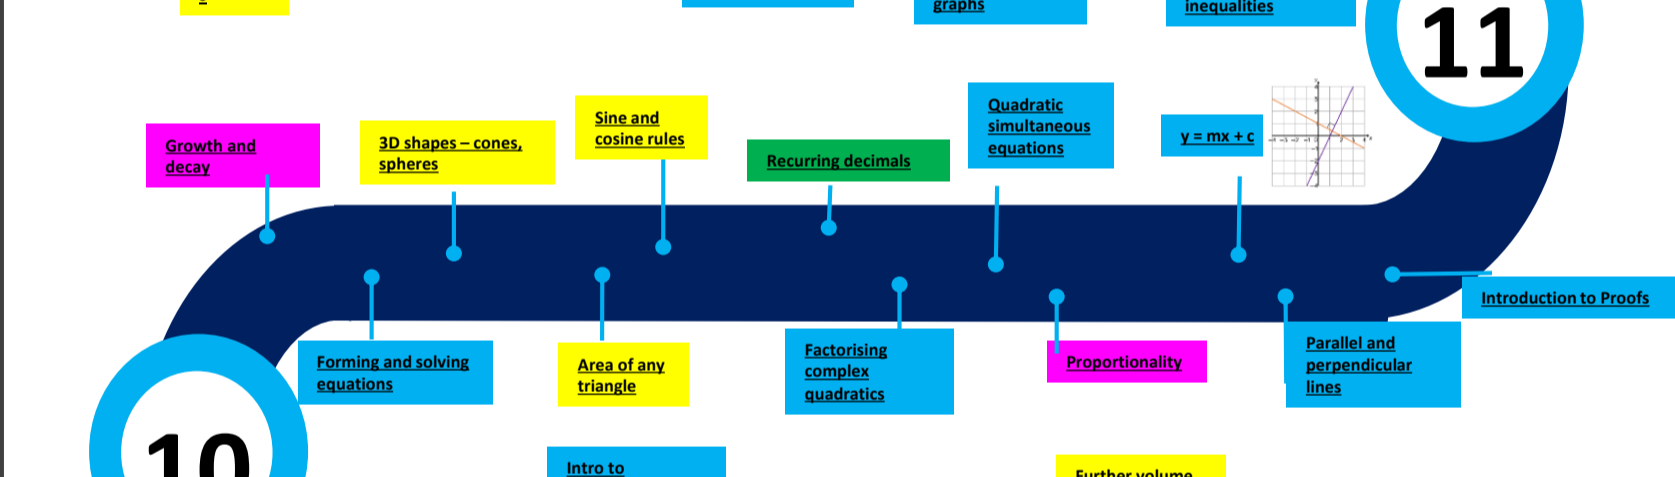 graphs
inequalities
11
Growth and
decay
3D shapes – cones,
spheres
Sine and
cosine rules
Recurring decimals
Quadratic
simultaneous
equations
y = mx + c
Introduction to Proofs
Forming and solving
equations
Area of any
triangle
Factorising
complex
quadratics
Proportionality
Parallel and
perpendicular
lines
10
Intro to
Further volume